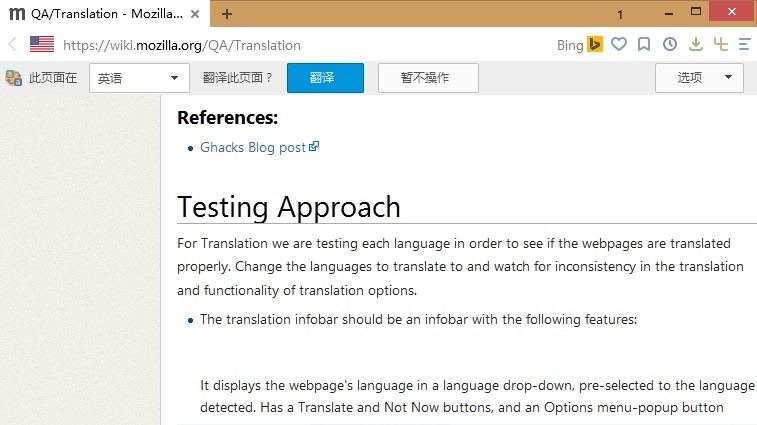 m QA/Translation - Mozilla... × + 1
https://wiki.mozilla.org/QA/Translation Bing
此页面在 英语 翻译此页面？ 翻译 暂不操作 选项
References:
Ghacks Blog post
Testing Approach
For Translation we are testing each language in order to see if the webpages are translated
properly. Change the languages to translate to and watch for inconsistency in the translation
and functionality of translation options.
The translation infobar should be an infobar with the following features:
It displays the webpage's language in a language drop-down, pre-selected to the language
detected. Has a Translate and Not Now buttons, and an Options menu-popup button